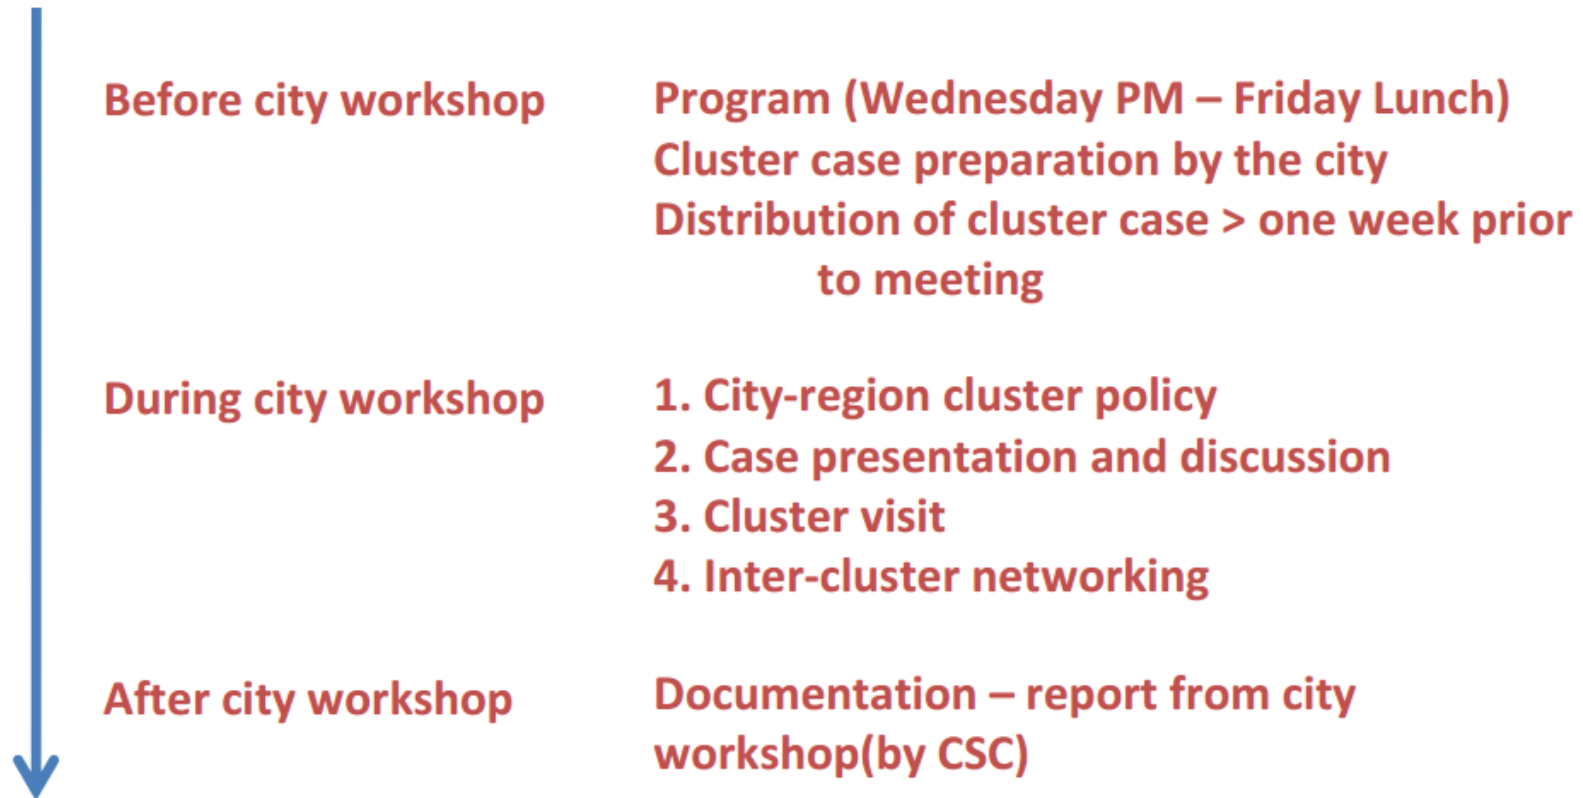 Before city workshop
Program (Wednesday PM – Friday Lunch)
Cluster case preparation by the city
Distribution of cluster case > one week prior
to meeting
During city workshop
1. City-region cluster policy
2. Case presentation and discussion
3. Cluster visit
4. Inter-cluster networking
After city workshop
Documentation – report from city
workshop(by CSC)